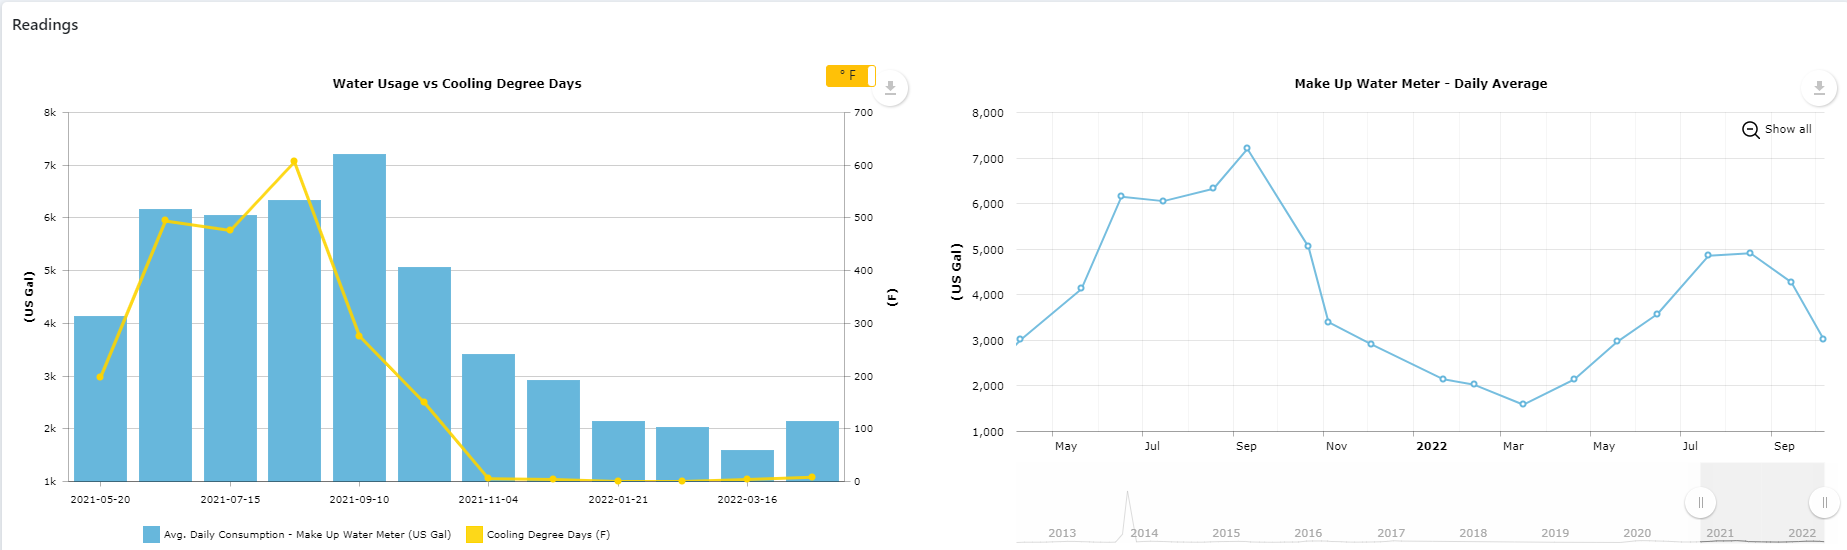 Readings
Water Usage vs Cooling Degree Days
° F
8k
7k
6k
5k
4k
3k
2k
1k
(US Gal)
700
600
500
400
300
200
100
0
(F)
2021-05-20
2021-07-15
2021-09-10
2021-11-04
2022-01-21
2022-03-16
Avg. Daily Consumption - Make Up Water Meter (US Gal)
Cooling Degree Days (F)
Make Up Water Meter - Daily Average
Show all
8,000
7,000
6,000
5,000
4,000
3,000
2,000
1,000
(US Gal)
May
Jul
Sep
Nov
2022
Mar
May
Jul
Sep
2013
2014
2015
2016
2017
2018
2019
2020
2021
2022